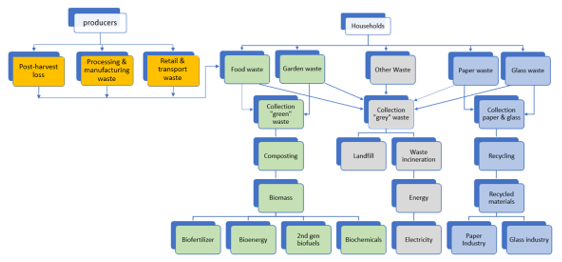 producers
Households
Post-harvest
loss
Processing &
manufacturing
waste
Retail &
transport
waste
Food waste
Garden waste
Other Waste
Paper waste
Glass waste
Collection
"green"
waste
Collection
"grey" waste
Collection
paper & glass
Composting
Landfill
Waste
incineration
Recycling
Biomass
Energy
Recycled
materials
Biofertilizer
Bioenergy
2nd gen
biofuels
Biochemicals
Electricity
Paper
Industry
Glass industry